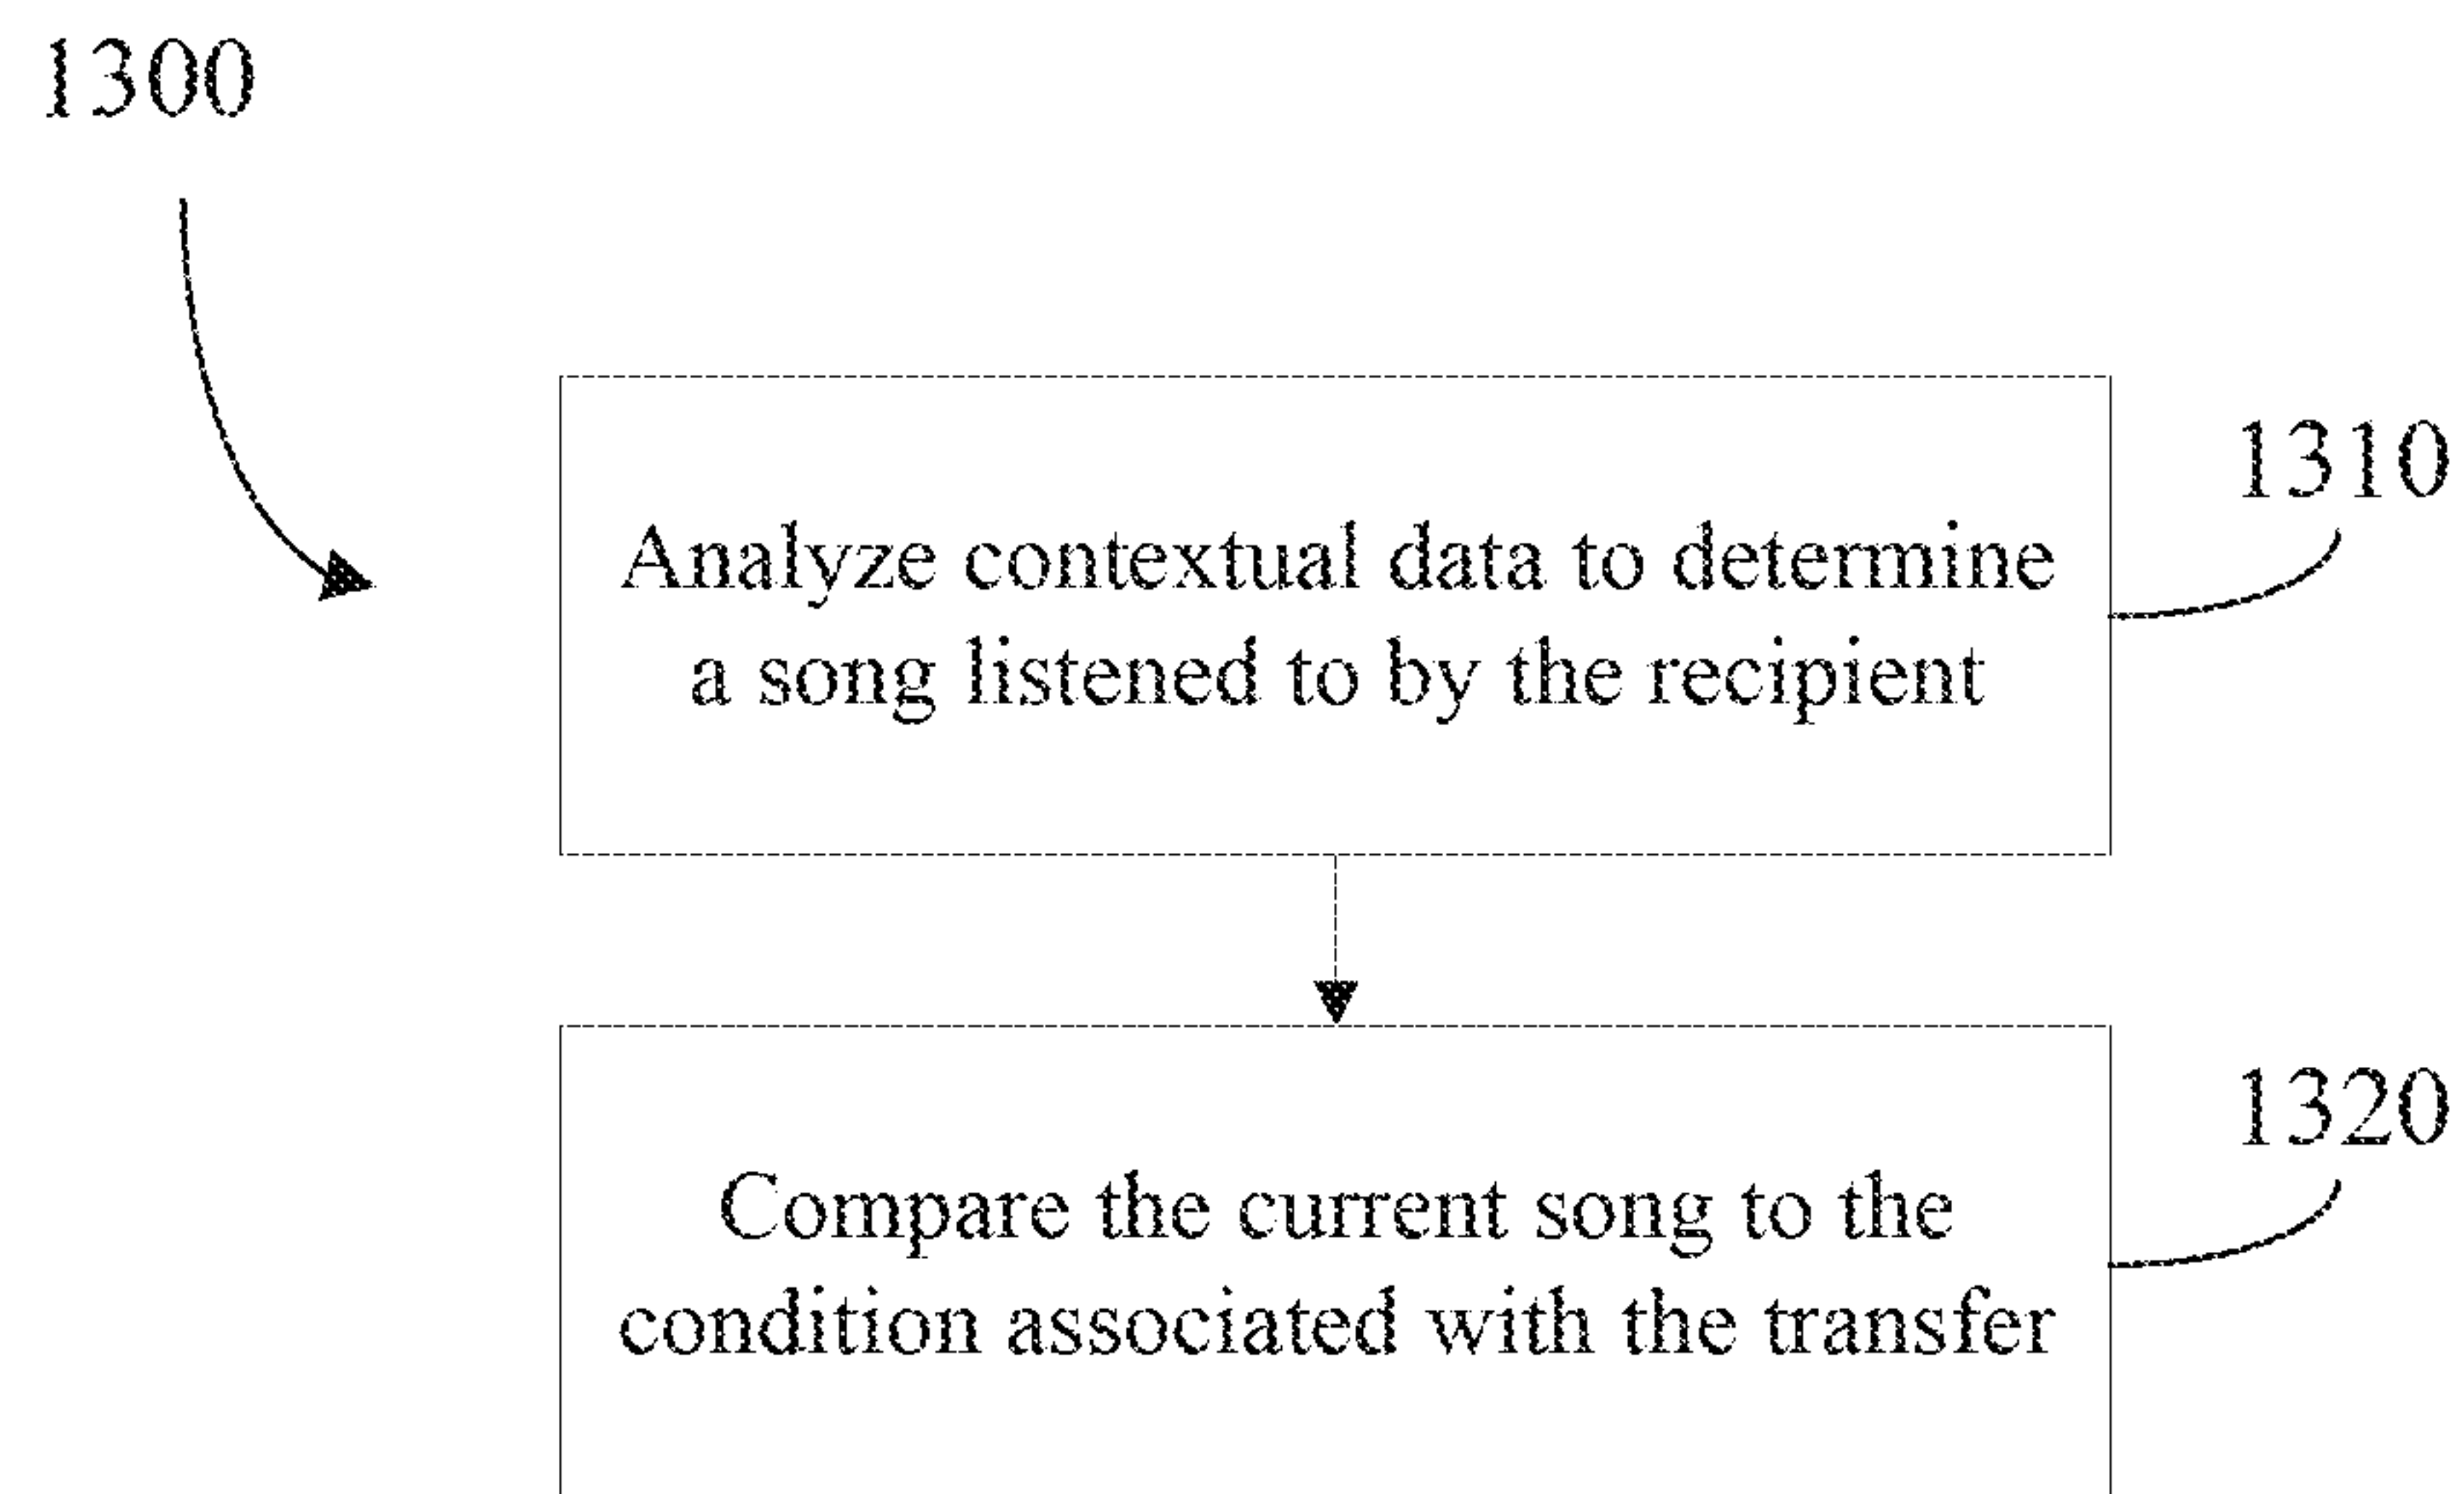 1300
1310
Analyze contextual data to determine
a song listened to by the recipient
1320
Compare the current song to the
condition associated with the transfer